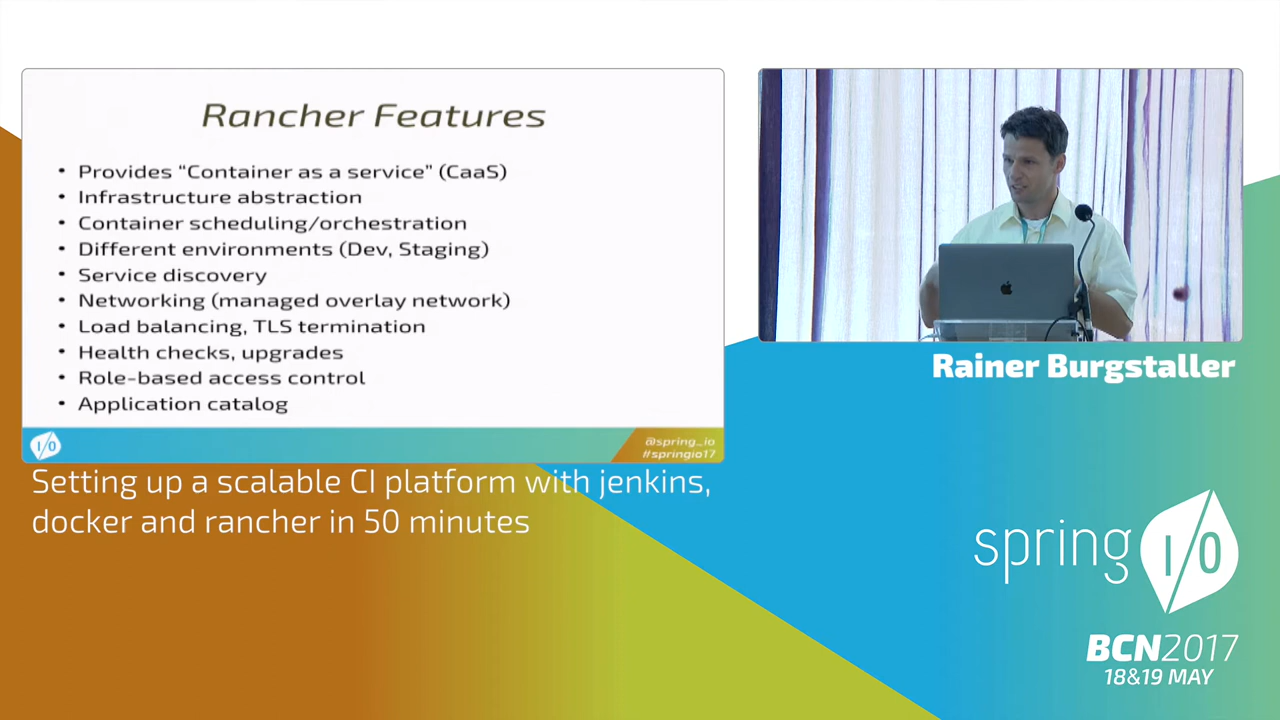 Rancher Features
• Provides “Container as a service” (CaaS)
• Infrastructure abstraction
• Container scheduling/orchestration
• Different environments (Dev, Staging)
• Service discovery
• Networking (managed overlay network)
• Load balancing, TLS termination
• Health checks, upgrades
• Role-based access control
• Application catalog
I/O
@spring_io
#springio17
Rainer Burgstaller
Setting up a scalable CI platform with jenkins,
docker and rancher in 50 minutes
spring I/O
BCN2017
18&19 MAY